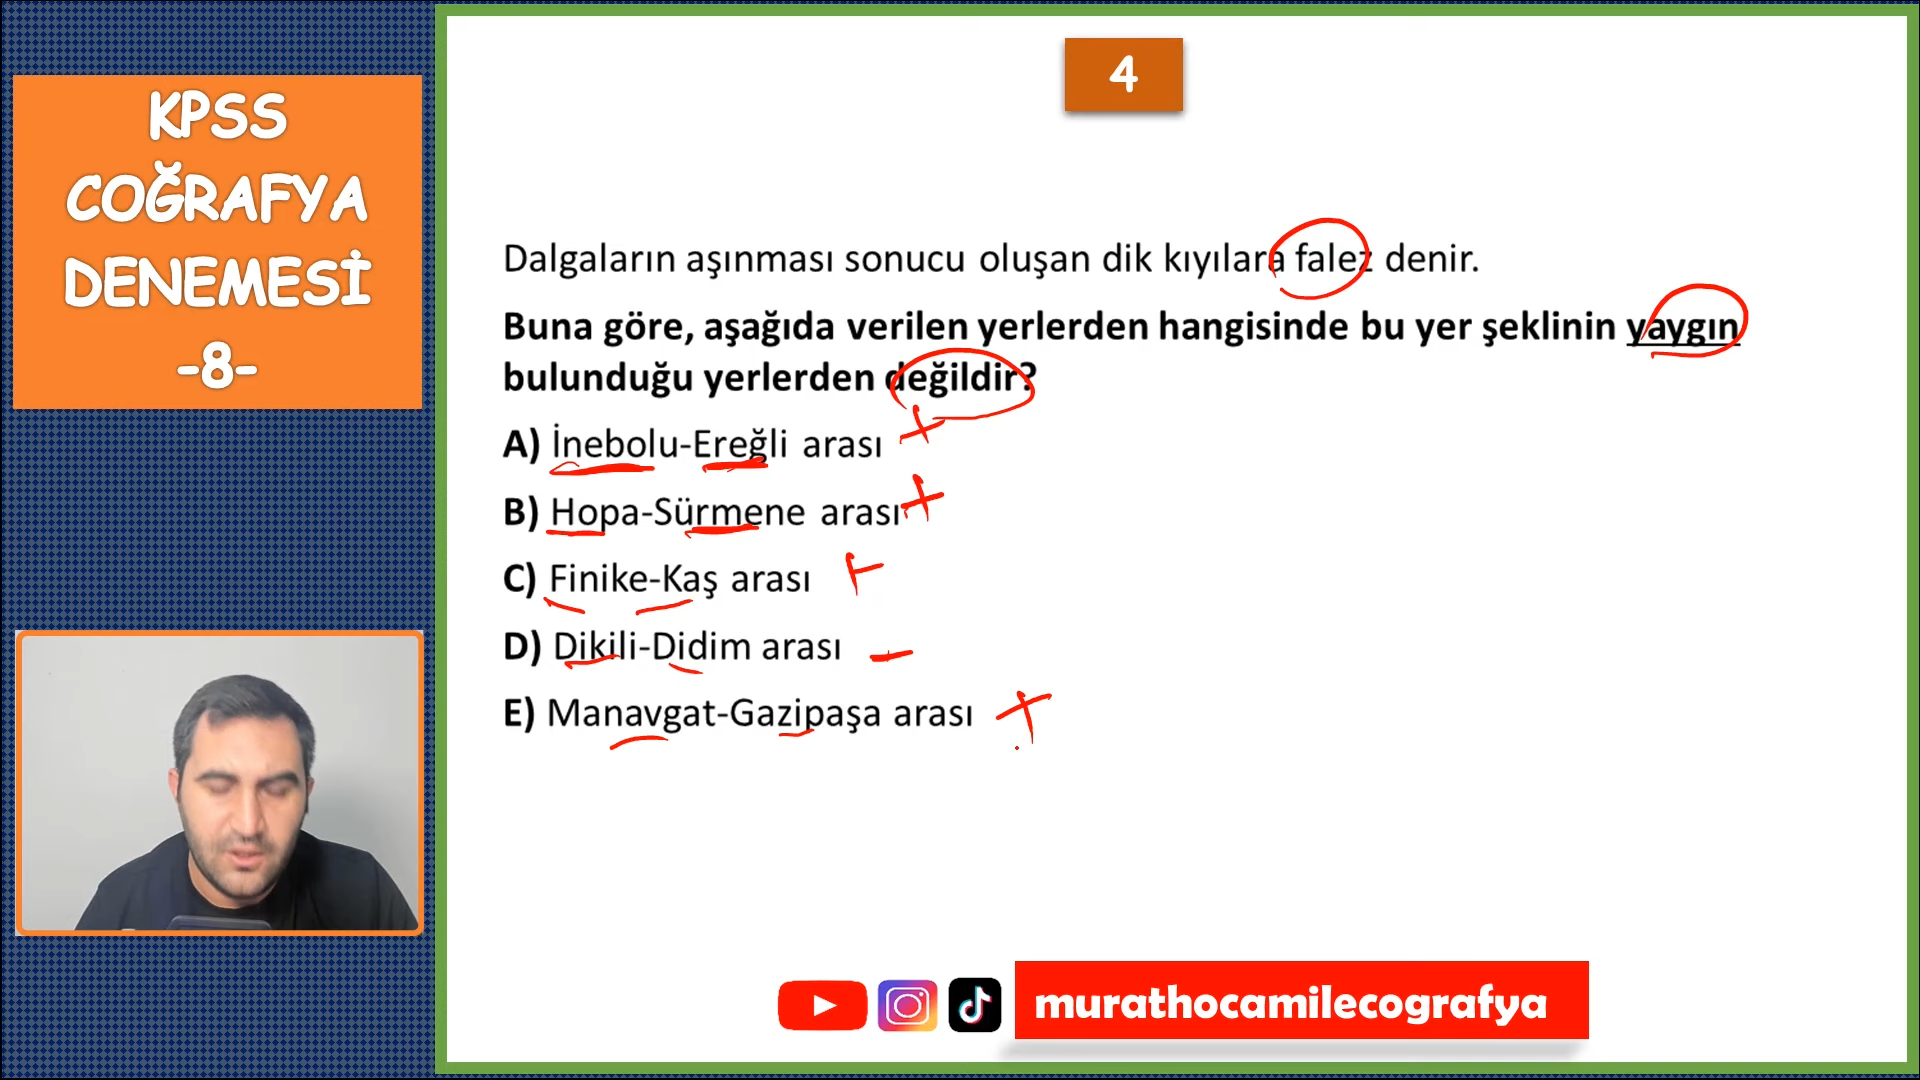 KPSS
COĞRAFYA
DENEMESİ
-8-
4
Dalgaların aşınması sonucu oluşan dik kıyılara falez denir.
Buna göre, aşağıda verilen yerlerden hangisinde bu yer şeklinin yaygın
bulunduğu yerlerden değildir?
A) İnebolu-Ereğli arası
B) Hopa-Sürmene arası
C) Finike-Kaş arası
D) Dikili-Didim arası
E) Manavgat-Gazipaşa arası
murathocamilecografya